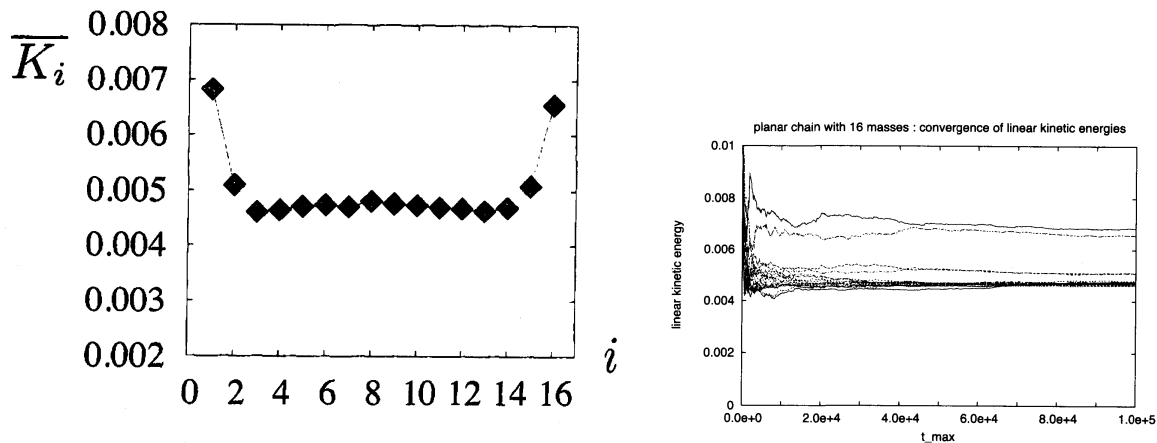 0.008
K̅ᵢ
0.007
0.006
0.005
0.004
0.003
0.002
0 2 4 6 8 10 12 14 16
i
planar chain with 16 masses : convergence of linear kinetic energies
0.01
0.008
0.006
0.004
0.002
0
linear kinetic energy
0.0e+0 2.0e+4 4.0e+4 6.0e+4 8.0e+4 1.0e+5
t_max